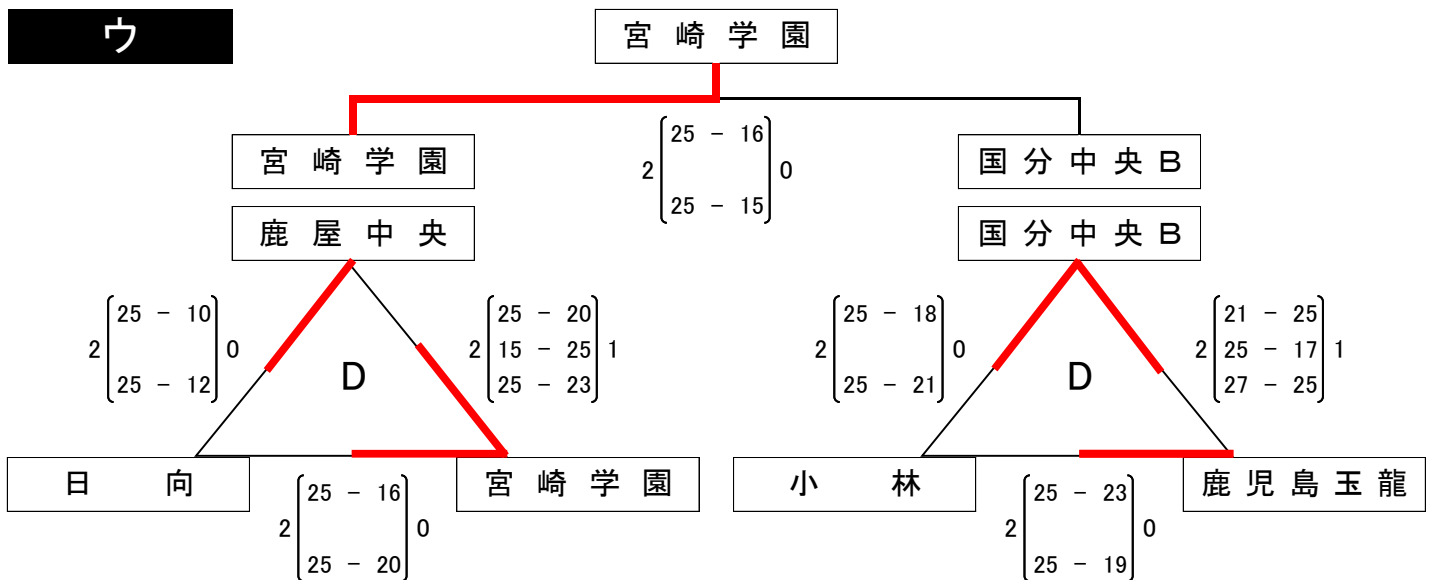 ウ
宮崎学園
25 － 16
2 0
25 － 15
宮崎学園
国分中央B
鹿屋中央
国分中央B
25 － 10
2 0
25 － 12
25 － 20
2 15 － 25 1
25 － 23
D
25 － 18
2 0
25 － 21
21 － 25
2 25 － 17 1
27 － 25
D
日向
宮崎学園
小林
鹿児島玉龍
25 － 16
2 0
25 － 20
25 － 23
2 0
25 － 19